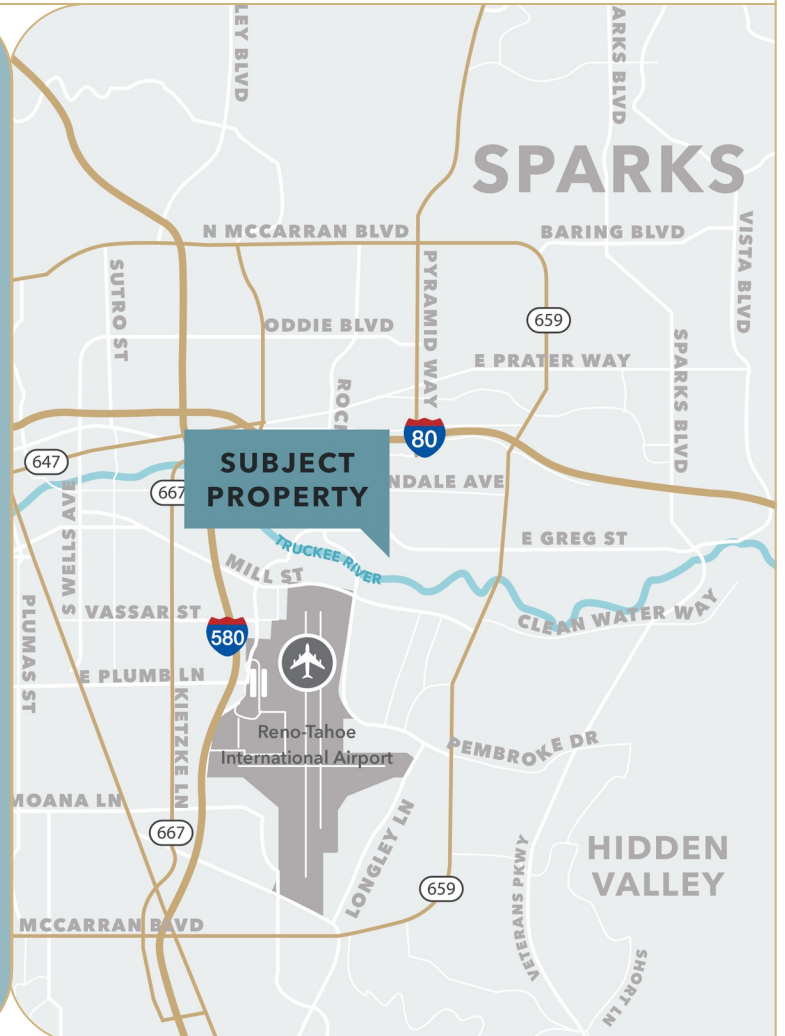 LEY BLVD
ARKS BLVD
SPARKS
N MCCARRAN BLVD
BARING BLVD
VISTA BLVD
SUTRO ST
PYRAMID WAY
659
ODDIE BLVD
E PRATER WAY
SPARKS BLVD
ROC
80
647
SUBJECT
PROPERTY
667
NDALE AVE
S WELLS AVE
E GREG ST
TRUCKEE RIVER
MILL ST
VASSAR ST
CLEAN WATER WAY
580
PLUMAS ST
E PLUMB LN
KIETZKE LN
Reno-Tahoe
International Airport
PEMBROKE DR
MOANA LN
667
LONGLEY LN
HIDDEN
VALLEY
VETERANS PKWY
659
MCCARRAN BLVD
SHORT LN